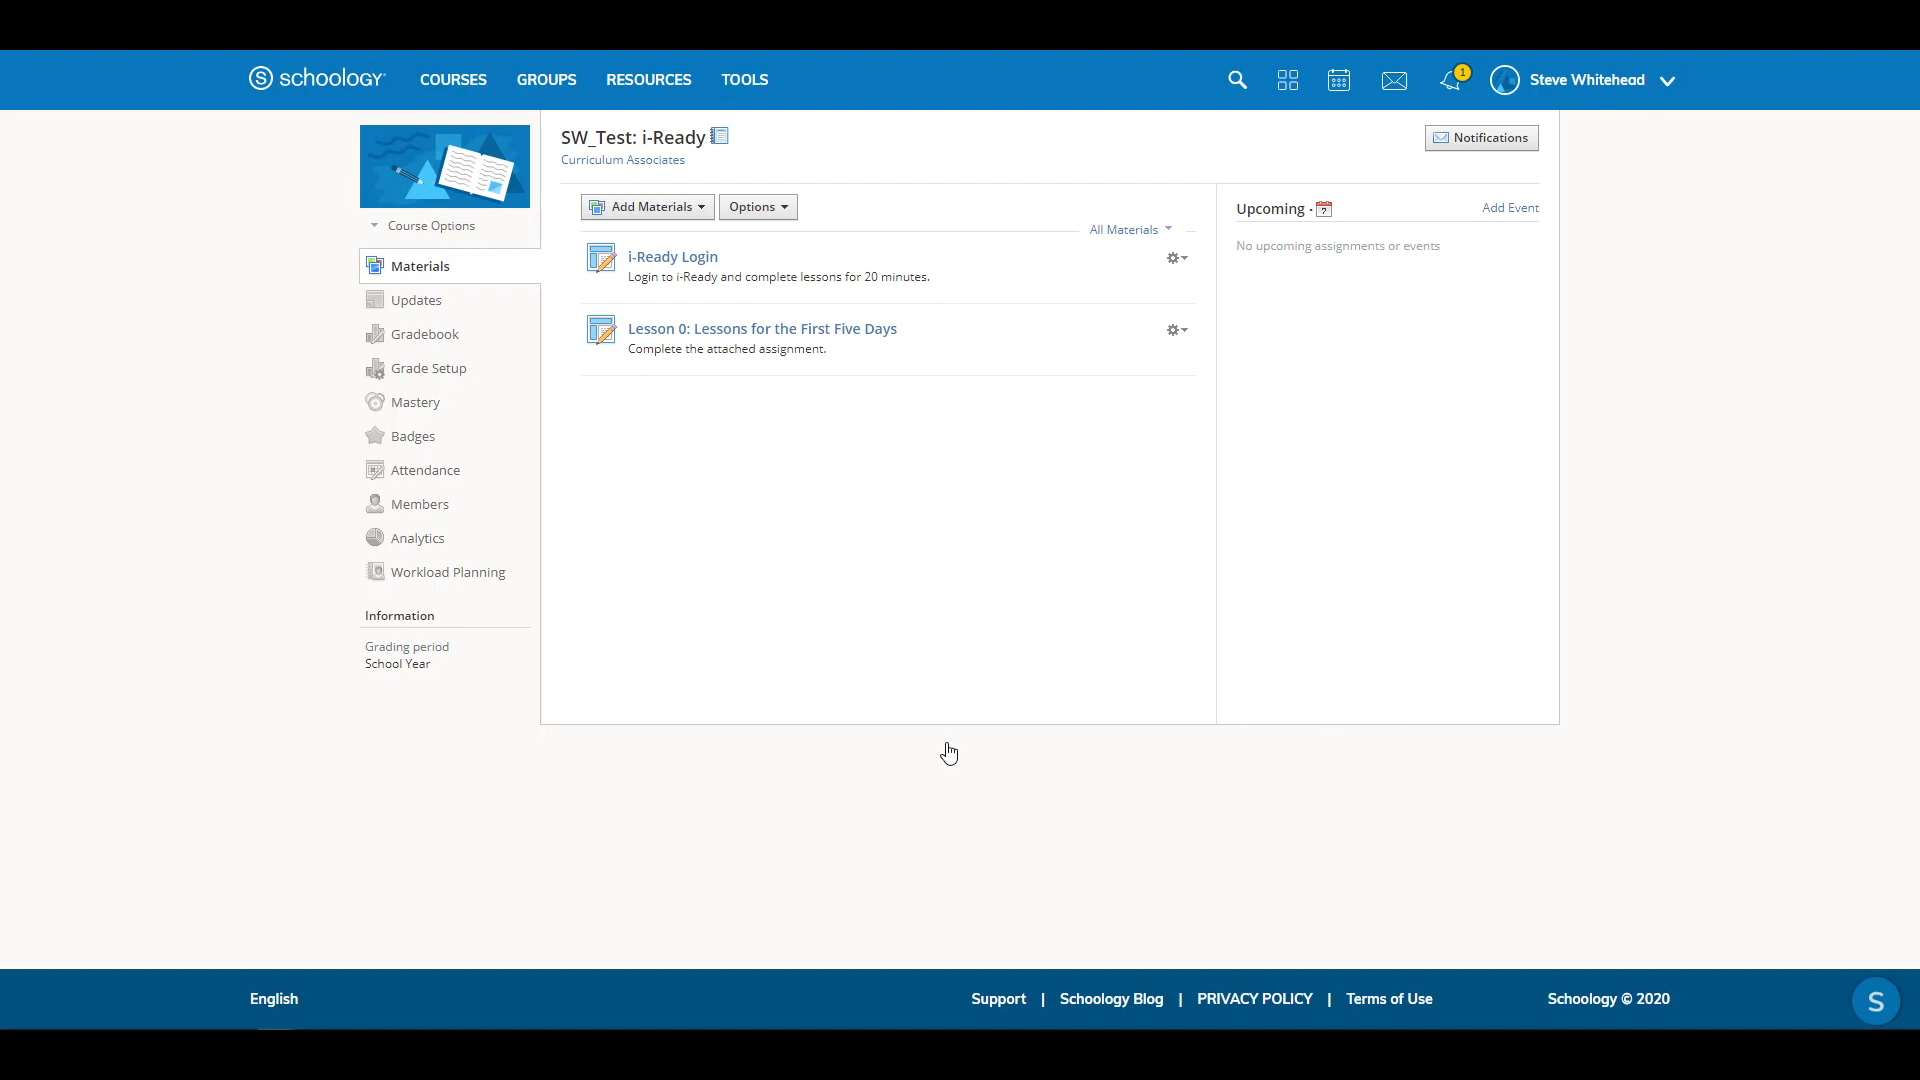 schoology
COURSES
GROUPS
RESOURCES
TOOLS
1
Steve Whitehead
SW_Test: i-Ready
Curriculum Associates
Notifications
Course Options
Materials
Updates
Gradebook
Grade Setup
Mastery
Badges
Attendance
Members
Analytics
Workload Planning
Information
Grading period
School Year
Add Materials
Options
All Materials
i-Ready Login
Login to i-Ready and complete lessons for 20 minutes.
Lesson 0: Lessons for the First Five Days
Complete the attached assignment.
Upcoming ·
?
Add Event
No upcoming assignments or events
English
Support | Schoology Blog | PRIVACY POLICY | Terms of Use
Schoology © 2020
S